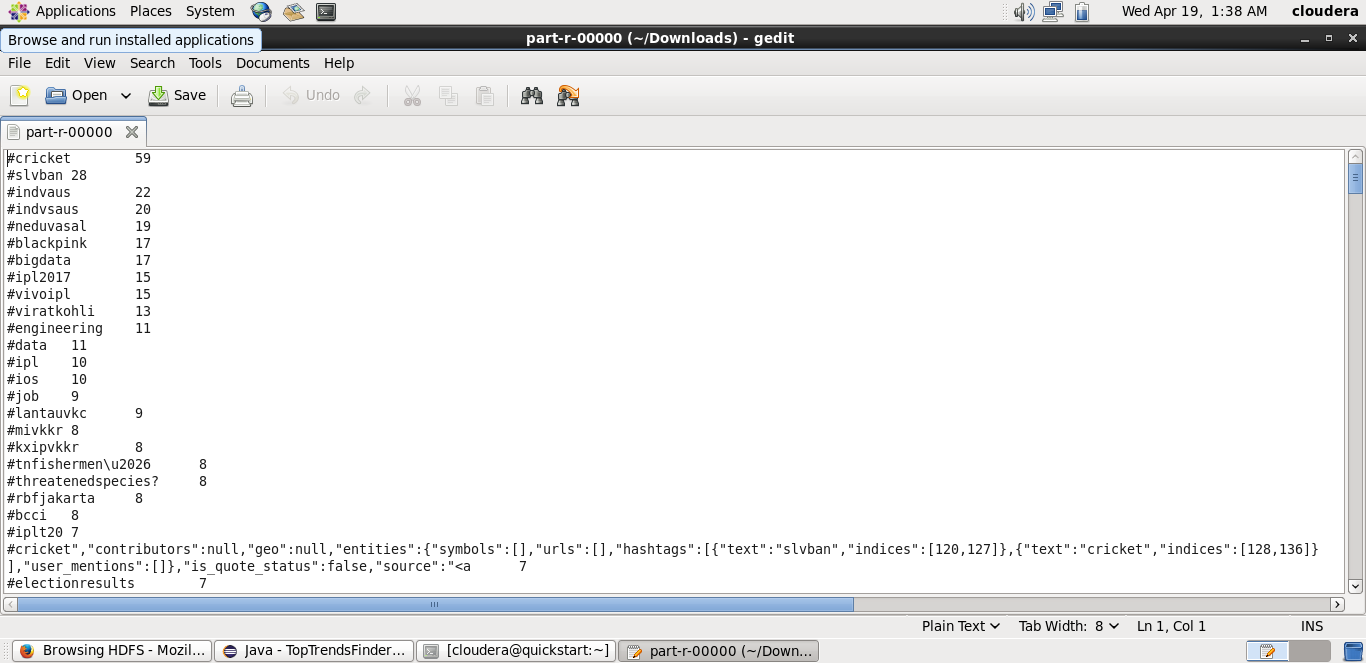 Applications Places System
Wed Apr 19, 1:38 AM cloudera
Browse and run installed applications
part-r-00000 (~/Downloads) - gedit
File Edit View Search Tools Documents Help
Open Save Undo
part-r-00000
#cricket 59
#slvban 28
#indvaus 22
#indvsaus 20
#neduvasal 19
#blackpink 17
#bigdata 17
#ipl2017 15
#vivoipl 15
#viratkohli 13
#engineering 11
#data 11
#ipl 10
#ios 10
#job 9
#lantauvkc 9
#mivkkr 8
#kxipvkkr 8
#tnfishermen\u2026 8
#threatenedspecies? 8
#rbfjakarta 8
#bcci 8
#iplt20 7
#cricket","contributors":null,"geo":null,"entities":{"symbols":[],"urls":[],"hashtags":[{"text":"slvban","indices":[120,127]},{"text":"cricket","indices":[128,136]}
],"user_mentions":[]},"is_quote_status":false,"source":"<a 7
#electionresults 7
Plain Text Tab Width: 8 Ln 1, Col 1 INS
Browsing HDFS - Mozil... Java - TopTrendsFinder... [cloudera@quickstart:~] part-r-00000 (~/Down...